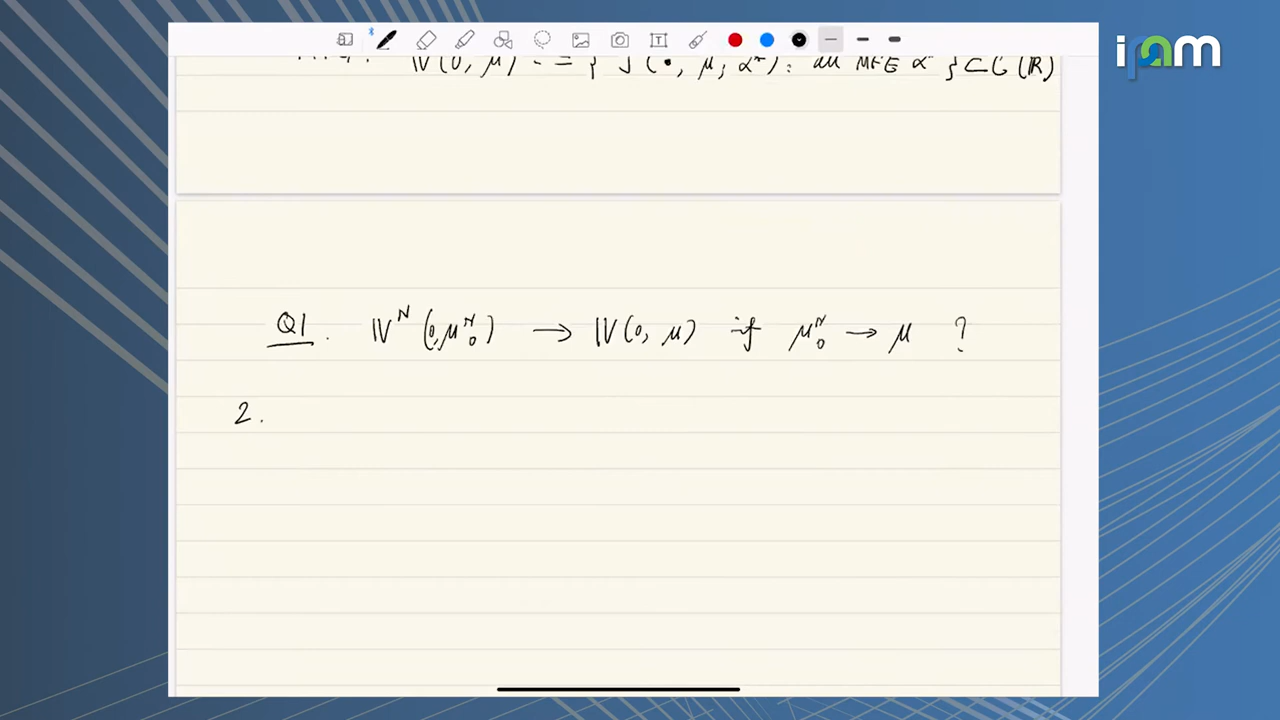 ipam
𝕍(0, μ) := { J(·, μ; α*) : all MFE α* } ⊂ C(ℝ)
Q1. 𝕍^N(0, μ_0^N) → 𝕍(0, μ) if μ_0^N → μ ?
2.